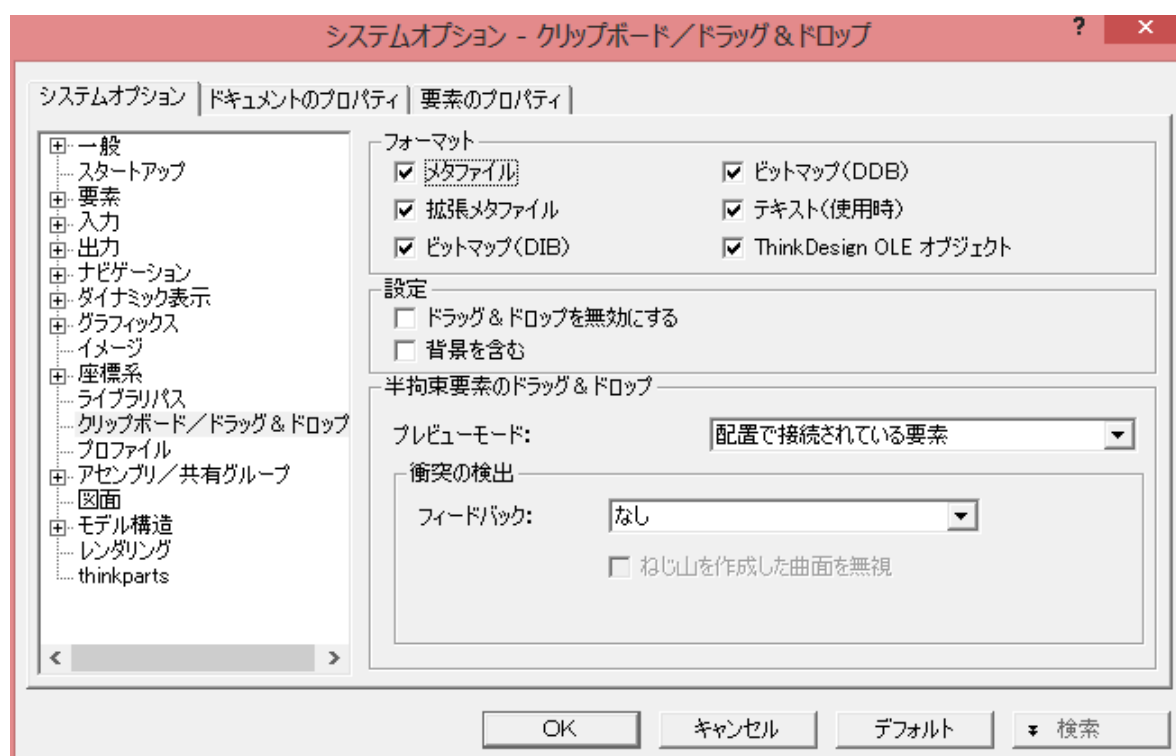 システムオプション - クリップボード／ドラッグ＆ドロップ
? ×
システムオプション ドキュメントのプロパティ 要素のプロパティ
一般
スタートアップ
要素
入力
出力
ナビゲーション
ダイナミック表示
グラフィックス
イメージ
座標系
ライブラリパス
クリップボード／ドラッグ＆ドロップ
プロファイル
アセンブリ／共有グループ
図面
モデル構造
レンダリング
thinkparts
フォーマット
メタファイル ビットマップ(DDB)
拡張メタファイル テキスト(使用時)
ビットマップ(DIB) ThinkDesign OLE オブジェクト
設定
ドラッグ＆ドロップを無効にする
背景を含む
半拘束要素のドラッグ＆ドロップ
プレビューモード: 配置で接続されている要素
衝突の検出
フィードバック: なし
ねじ山を作成した曲面を無視
OK キャンセル デフォルト 検索